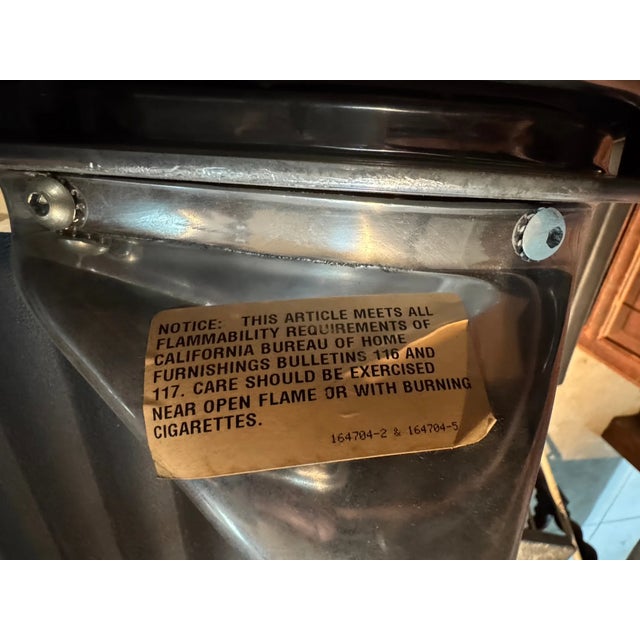 NOTICE: THIS ARTICLE MEETS ALL
FLAMMABILITY REQUIREMENTS OF
CALIFORNIA BUREAU OF HOME
FURNISHINGS BULLETINS 116 AND
117. CARE SHOULD BE EXERCISED
NEAR OPEN FLAME OR WITH BURNING
CIGARETTES.
164704-2 & 164704-5